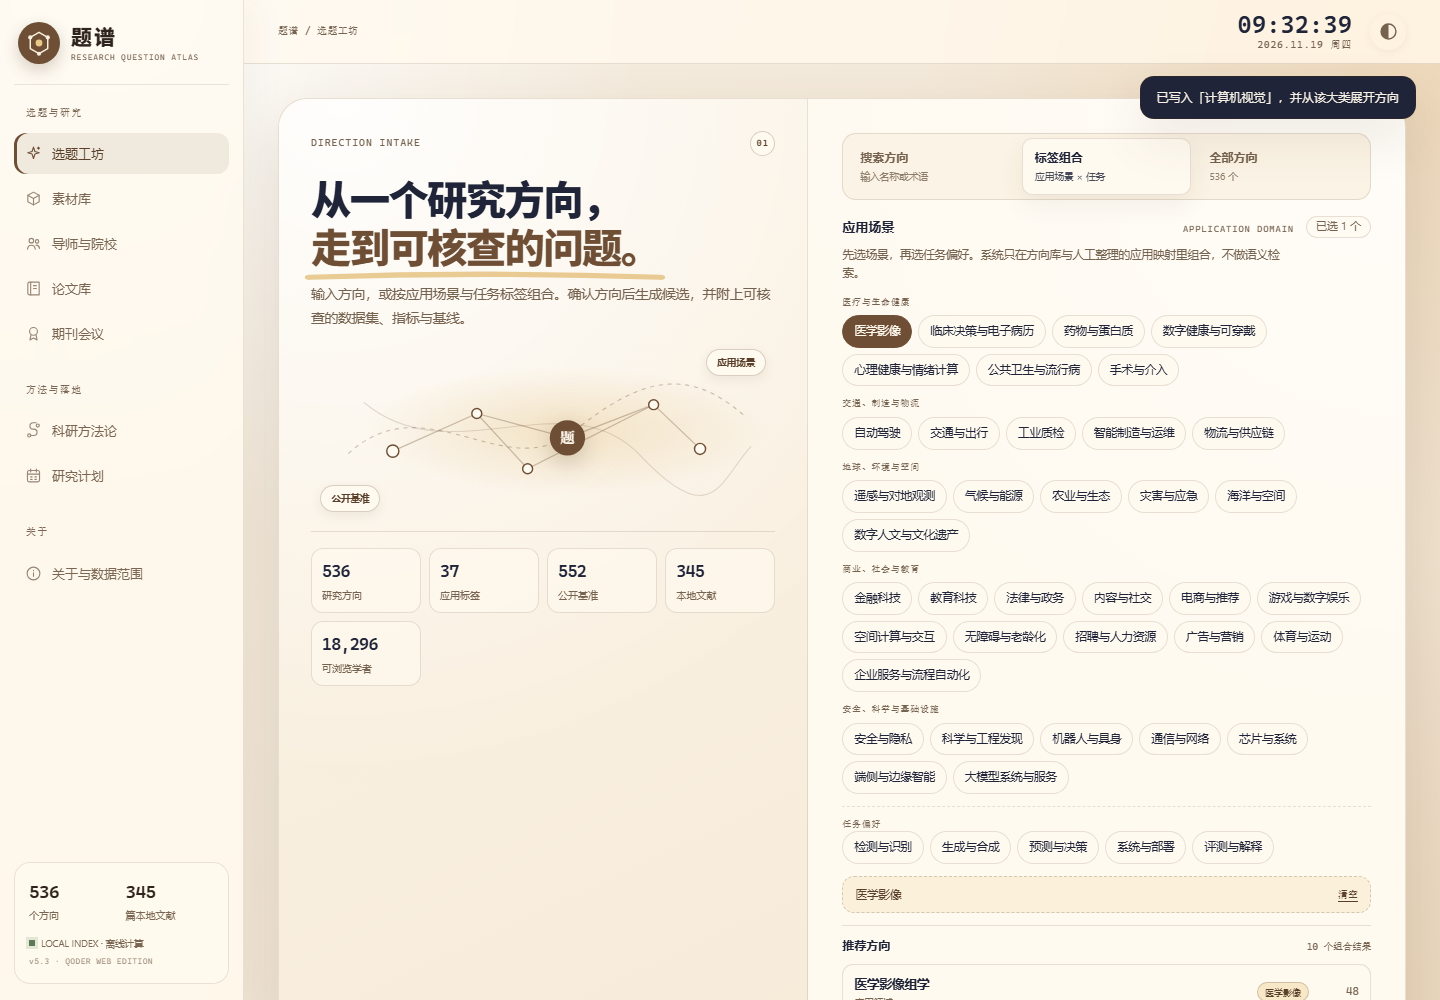 题谱
RESEARCH QUESTION ATLAS
选题与研究
选题工坊
素材库
导师与院校
论文库
期刊会议
方法与落地
科研方法论
研究计划
关于
关于与数据范围
536
个方向
345
篇本地文献
LOCAL INDEX · 离线计算
v5.3 · QODER WEB EDITION
题谱 / 选题工坊
09:32:39
2026.11.19 周四
已写入「计算机视觉」，并从该大类展开方向
DIRECTION INTAKE
01
从一个研究方向，
走到可核查的问题。
输入方向，或按应用场景与任务标签组合。确认方向后生成候选，并附上可核
查的数据集、指标与基线。
应用场景
题
公开基准
536
研究方向
37
应用标签
552
公开基准
345
本地文献
18,296
可浏览学者
搜索方向
输入名称或术语
标签组合
应用场景 × 任务
全部方向
536 个
应用场景
APPLICATION DOMAIN
已选 1 个
先选场景，再选任务偏好。系统只在方向库与人工整理的应用映射里组合，不做语义检
索。
医疗与生命健康
医学影像
临床决策与电子病历
药物与蛋白质
数字健康与可穿戴
心理健康与情绪计算
公共卫生与流行病
手术与介入
交通、制造与物流
自动驾驶
交通与出行
工业质检
智能制造与运维
物流与供应链
地球、环境与空间
遥感与对地观测
气候与能源
农业与生态
灾害与应急
海洋与空间
数字人文与文化遗产
商业、社会与教育
金融科技
教育科技
法律与政务
内容与社交
电商与推荐
游戏与数字娱乐
空间计算与交互
无障碍与老龄化
招聘与人力资源
广告与营销
体育与运动
企业服务与流程自动化
安全、科学与基础设施
安全与隐私
科学与工程发现
机器人与具身
通信与网络
芯片与系统
端侧与边缘智能
大模型系统与服务
任务偏好
检测与识别
生成与合成
预测与决策
系统与部署
评测与解释
医学影像
清空
推荐方向
10 个组合结果
医学影像组学
医学影像
48